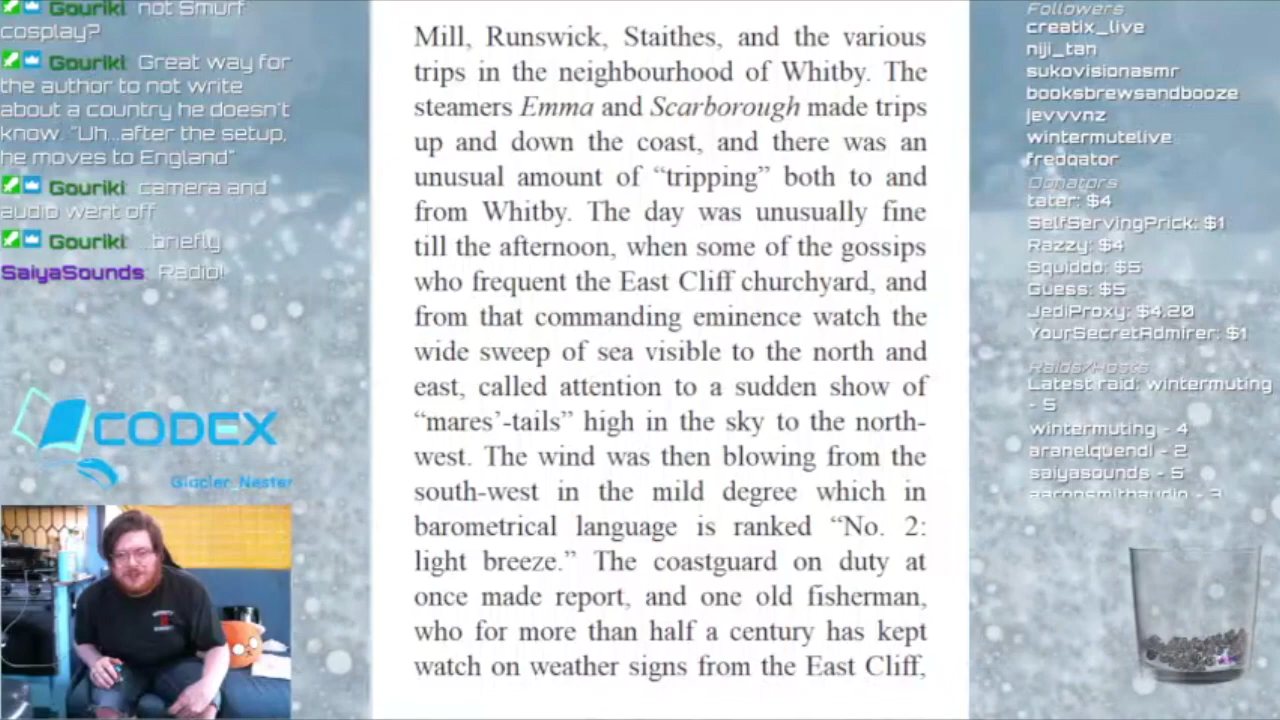 Gouriki: not Smurf
cosplay?
Gouriki: Great way for
the author to not write
about a country he doesn't
know. "Uh...after the setup,
he moves to England"
Gouriki: camera and
audio went off
Gouriki: ...briefly
SaiyaSounds: Radio!
CODEX
Glacier_Nester
Mill, Runswick, Staithes, and the various
trips in the neighbourhood of Whitby. The
steamers Emma and Scarborough made trips
up and down the coast, and there was an
unusual amount of “tripping” both to and
from Whitby. The day was unusually fine
till the afternoon, when some of the gossips
who frequent the East Cliff churchyard, and
from that commanding eminence watch the
wide sweep of sea visible to the north and
east, called attention to a sudden show of
“mares’-tails” high in the sky to the north-
west. The wind was then blowing from the
south-west in the mild degree which in
barometrical language is ranked “No. 2:
light breeze.” The coastguard on duty at
once made report, and one old fisherman,
who for more than half a century has kept
watch on weather signs from the East Cliff,
Followers
creatix_live
niji_tan
sukovisionasmr
booksbrewsandbooze
jevvvnz
wintermutelive
fredgator
Donators
tater: $4
SelfServingPrick: $1
Razzy: $4
Squiddo: $5
Guess: $5
JediProxy: $4.20
YourSecretAdmirer: $1
Raids/Hosts
Latest raid: wintermuting
- 5
wintermuting - 4
aranelquendi - 2
saiyasounds - 5
aaronsmithaudio - 3